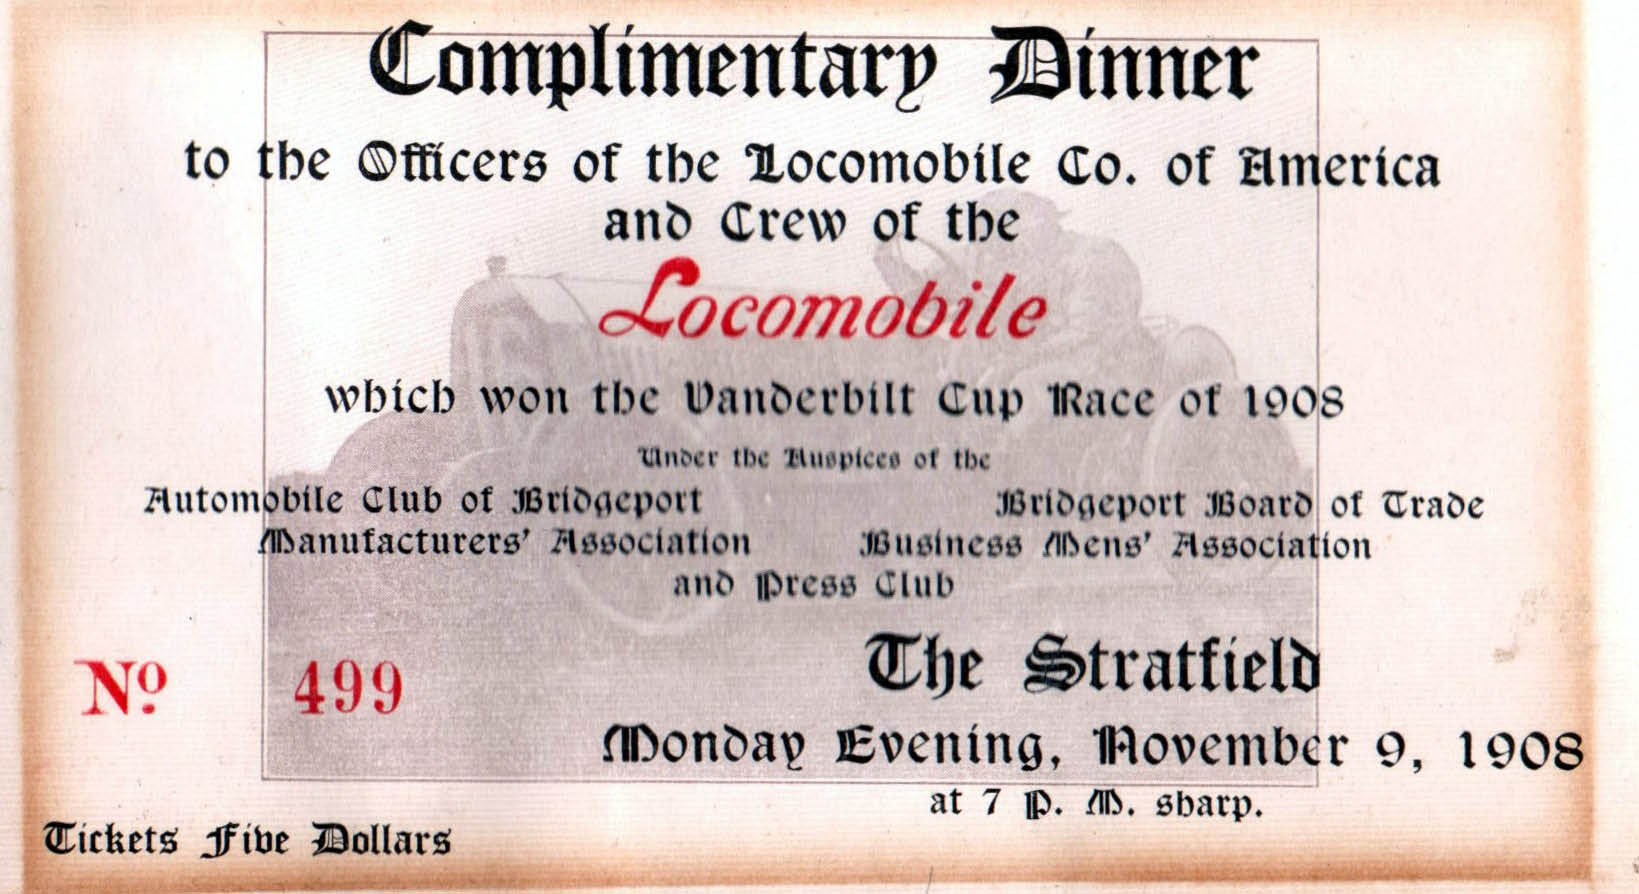 Complimentary Dinner
to the Officers of the Locomobile Co. of America
and Crew of the
Locomobile
which won the Vanderbilt Cup Race of 1908
Under the Auspices of the
Automobile Club of Bridgeport    Bridgeport Board of Trade
Manufacturers' Association    Business Mens' Association
and Press Club
The Stratfield
No. 499
Monday Evening, November 9, 1908
at 7 P. M. sharp.
Tickets Five Dollars